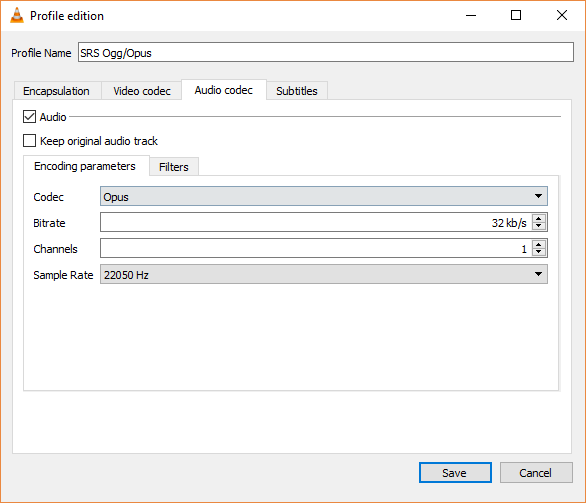 Profile edition
Profile Name SRS Ogg/Opus
Encapsulation Video codec Audio codec Subtitles
Audio
Keep original audio track
Encoding parameters Filters
Codec Opus
Bitrate 32 kb/s
Channels 1
Sample Rate 22050 Hz
Save Cancel